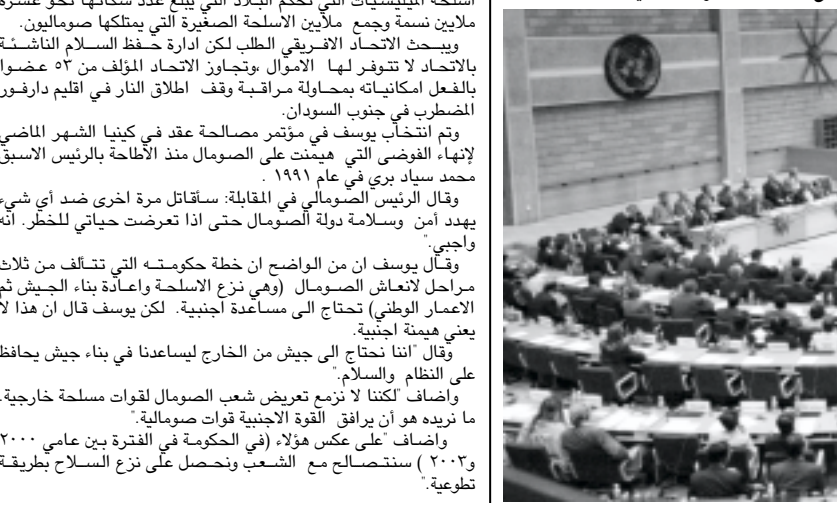 اسلحة الميليشيات التي تحكم البلاد التي يبلغ عدد سكانها نحو عشرة
ملايين نسمة وجمع ملايين الاسلحة الصغيرة التي يمتلكها صوماليون.
ويبحث الاتحاد الافريقي الطلب لكن ادارة حفظ السلام الناشئة
بالاتحاد لا تتوفر لها الاموال ،وتجاوز الاتحاد المؤلف من ٥٣ عضوا
بالفعل امكانياته بمحاولة مراقبة وقف اطلاق النار في اقليم دارفور
المضطرب في جنوب السودان.
وتم انتخاب يوسف في مؤتمر مصالحة عقد في كينيا الشهر الماضي
لإنهاء الفوضى التي هيمنت على الصومال منذ الاطاحة بالرئيس الاسبق
محمد سياد بري في عام ١٩٩١ .
وقال الرئيس الصومالي في المقابلة: سأقاتل مرة اخرى ضد أي شيء
يهدد أمن وسلامة دولة الصومال حتى اذا تعرضت حياتي للخطر. انه
واجبي."
وقال يوسف ان من الواضح ان خطة حكومته التي تتألف من ثلاث
مراحل لانعاش الصومال (وهي نزع الاسلحة واعادة بناء الجيش ثم
الاعمار الوطني) تحتاج الى مساعدة اجنبية. لكن يوسف قال ان هذا لا
يعني هيمنة اجنبية.
وقال "اننا نحتاج الى جيش من الخارج ليساعدنا في بناء جيش يحافظ
على النظام والسلام."
واضاف "لكننا لا نزمع تعريض شعب الصومال لقوات مسلحة خارجية.
ما نريده هو أن يرافق القوة الاجنبية قوات صومالية."
واضاف "على عكس هؤلاء (في الحكومة في الفترة بين عامي ٢٠٠٠
و٢٠٠٣ ) سنتصالح مع الشعب ونحصل على نزع السلاح بطريقة
تطوعية."